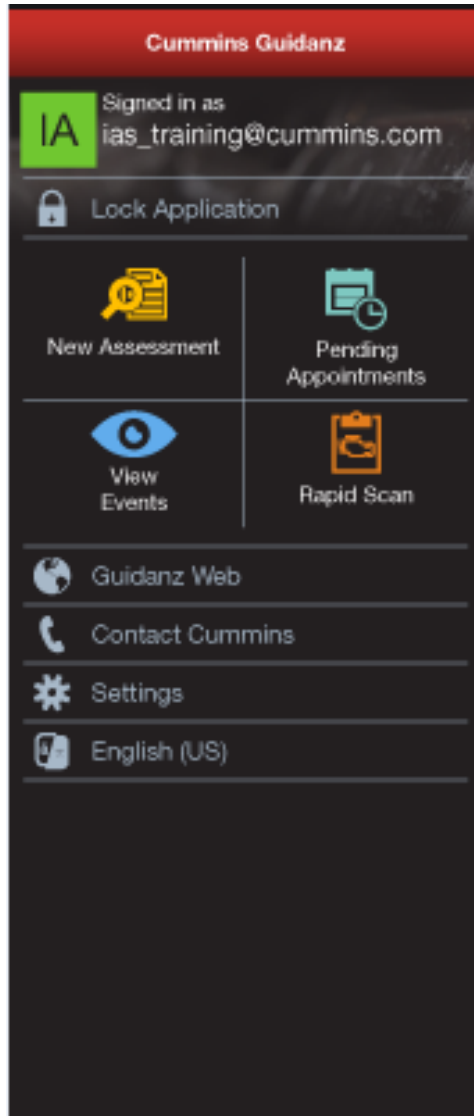 Cummins Guidanz
IA
Signed in as
ias_training@cummins.com
Lock Application
New Assessment
Pending
Appointments
View
Events
Rapid Scan
Guidanz Web
Contact Cummins
Settings
English (US)